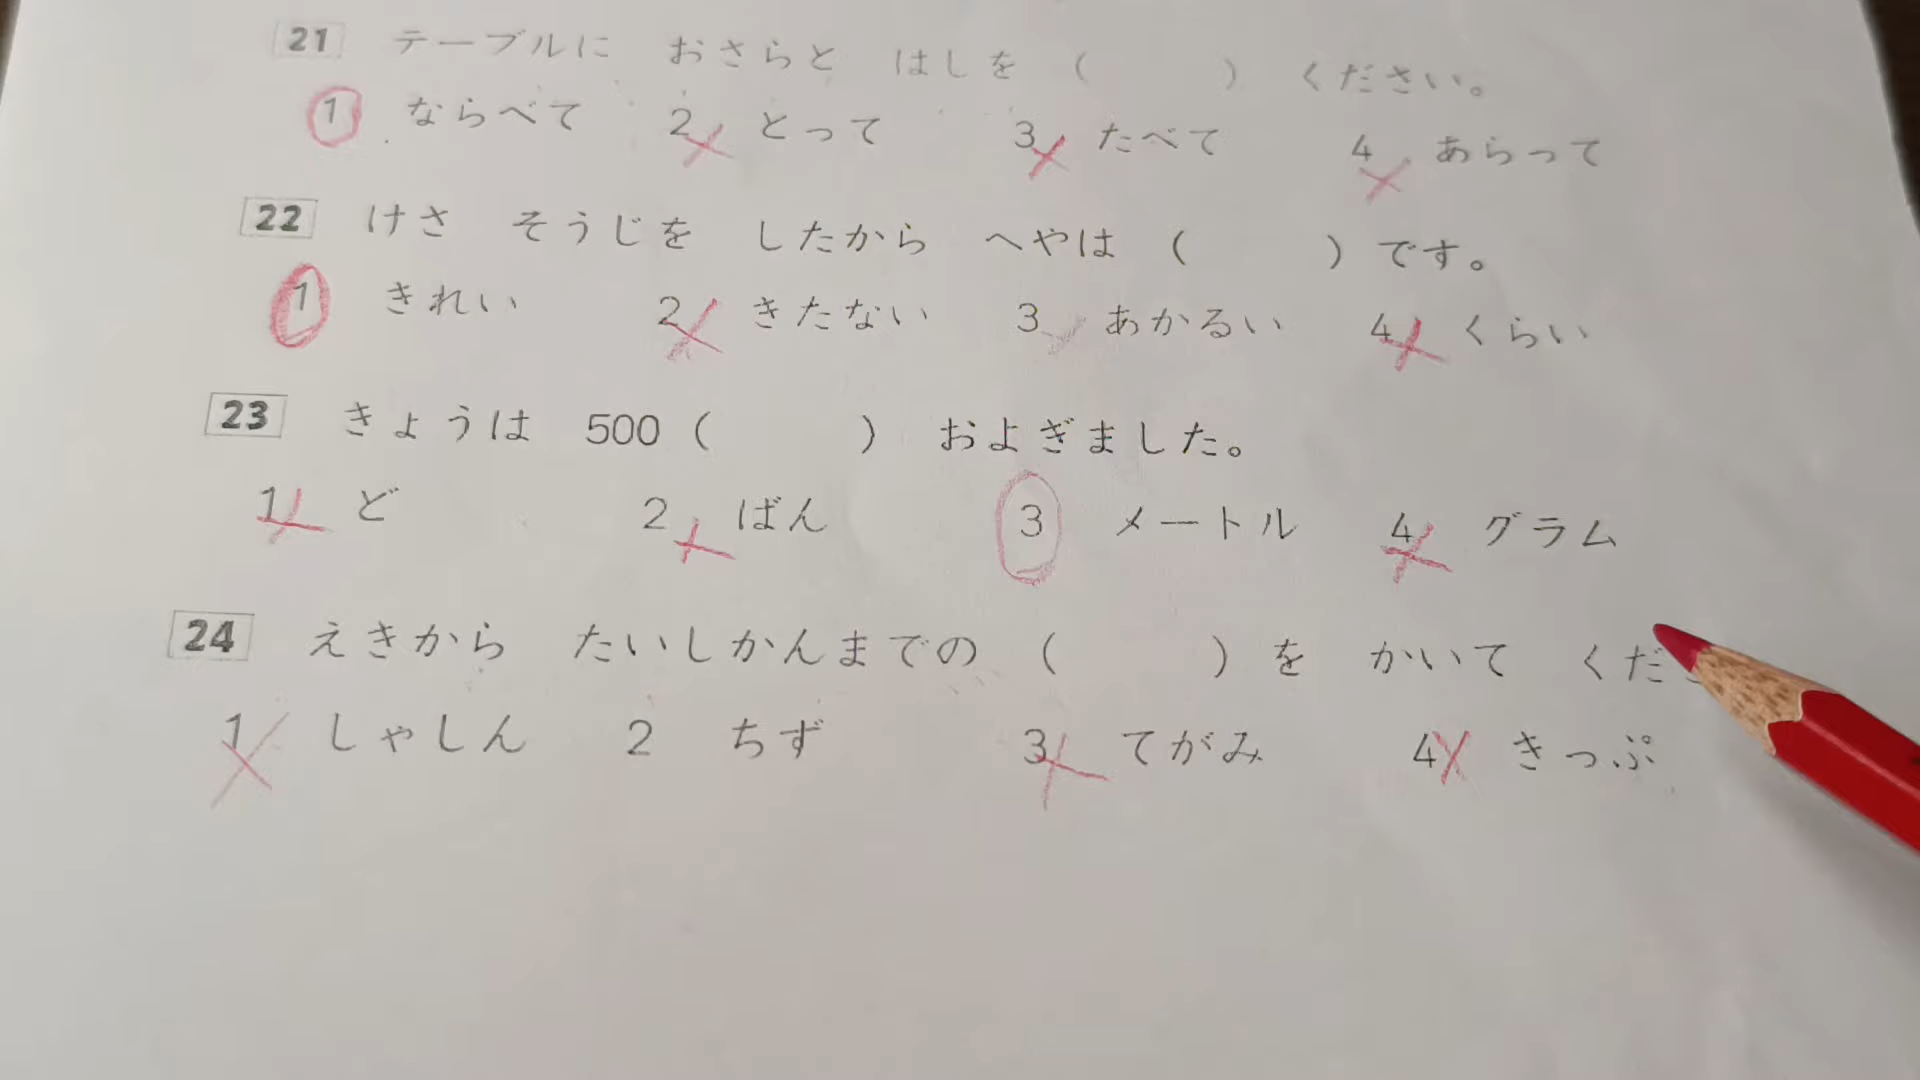 21 テーブルに おさらと はしを ( ) ください。
1 ならべて 2 とって 3 たべて 4 あらって
22 けさ そうじを したから へやは ( ) です。
1 きれい 2 きたない 3 あかるい 4 くらい
23 きょうは 500 ( ) およぎました。
1 ど 2 ばん 3 メートル 4 グラム
24 えきから たいしかんまでの ( ) を かいて くだ
1 しゃしん 2 ちず 3 てがみ 4 きっぷ